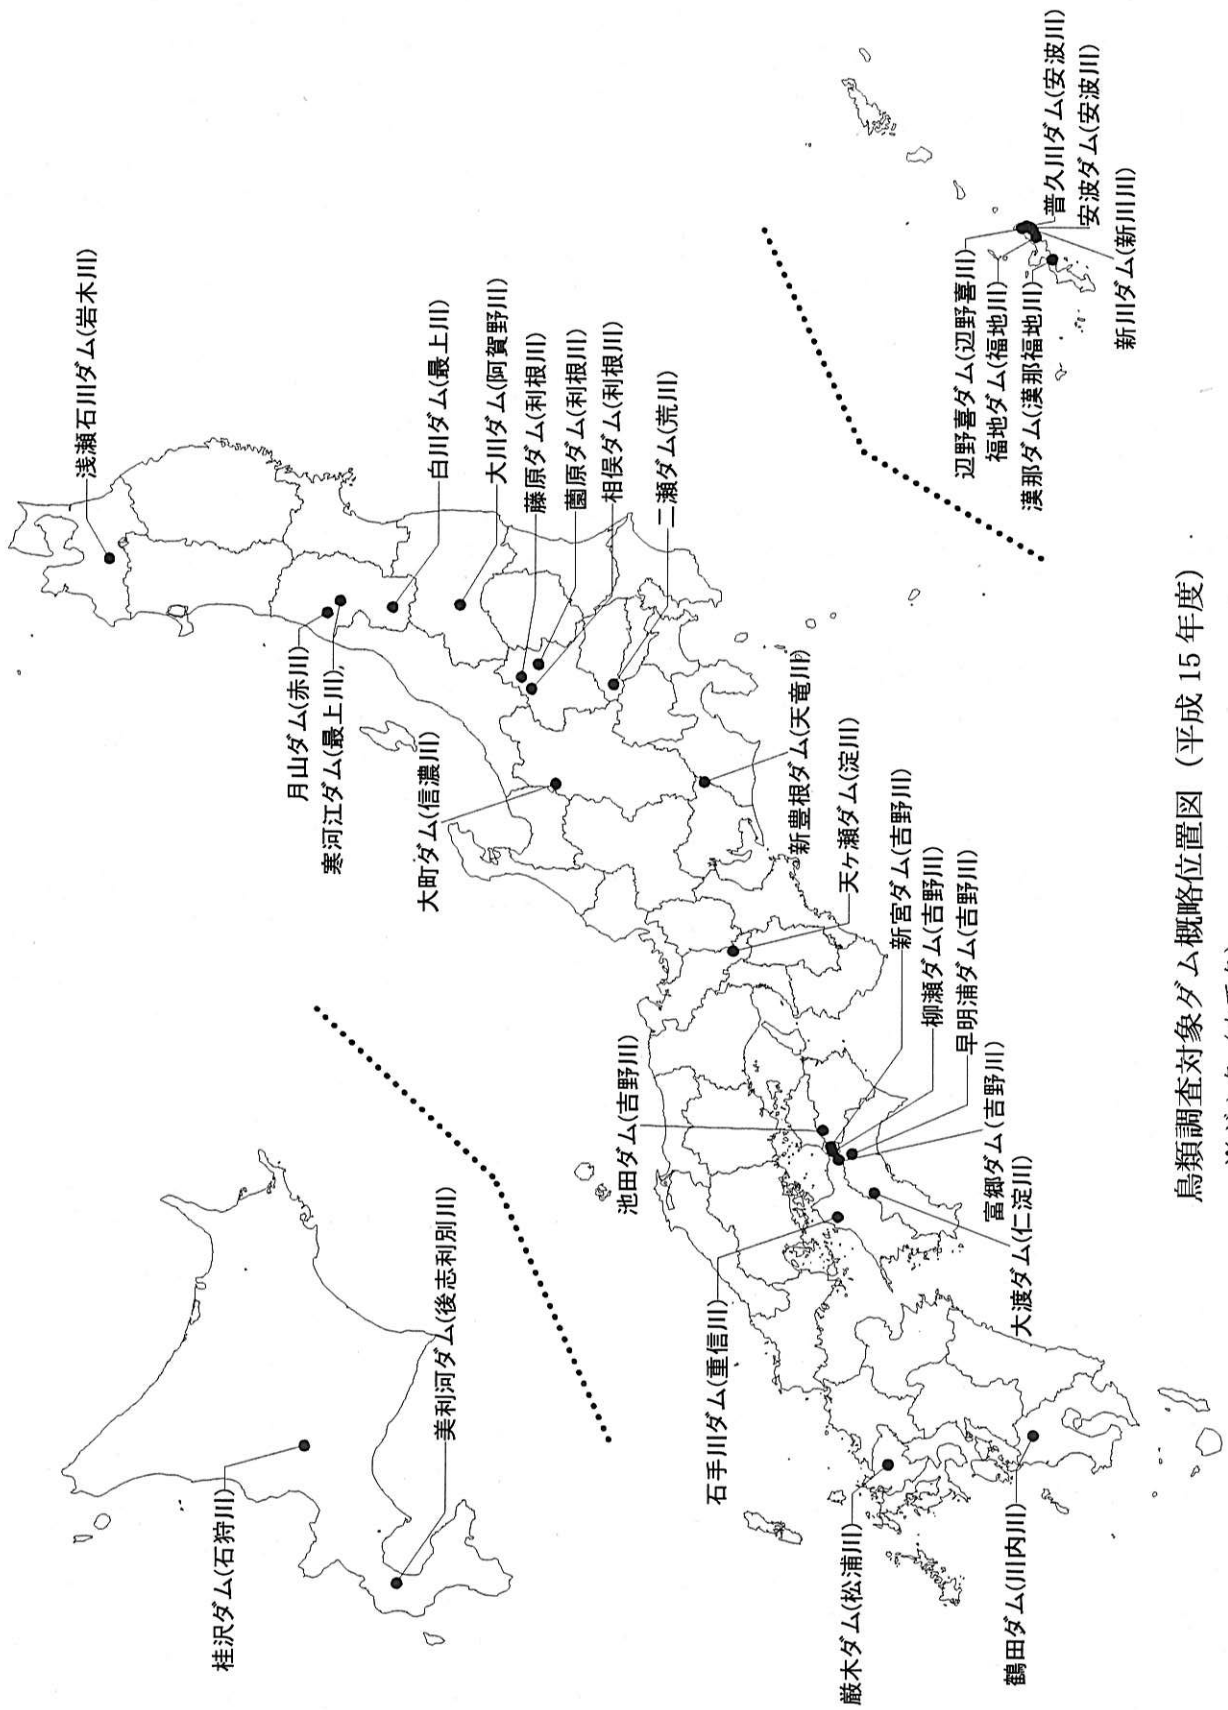 桂沢ダム(石狩川)
美利河ダム(後志利別川)
浅瀬石川ダム(岩木川)
月山ダム(赤川)
寒河江ダム(最上川)
白川ダム(最上川)
大川ダム(阿賀野川)
藤原ダム(利根川)
薗原ダム(利根川)
相俣ダム(利根川)
二瀬ダム(荒川)
大町ダム(信濃川)
新豊根ダム(天竜川)
天ヶ瀬ダム(淀川)
新宮ダム(吉野川)
柳瀬ダム(吉野川)
早明浦ダム(吉野川)
富郷ダム(吉野川)
池田ダム(吉野川)
大渡ダム(仁淀川)
石手川ダム(重信川)
厳木ダム(松浦川)
鶴田ダム(川内川)
辺野喜ダム(辺野喜川)
福地ダム(福地川)
漢那ダム(漢那福地川)
普久川ダム(安波川)
安波ダム(安波川)
新川ダム(新川川)
鳥類調査対象ダム概略位置図 (平成 15 年度)